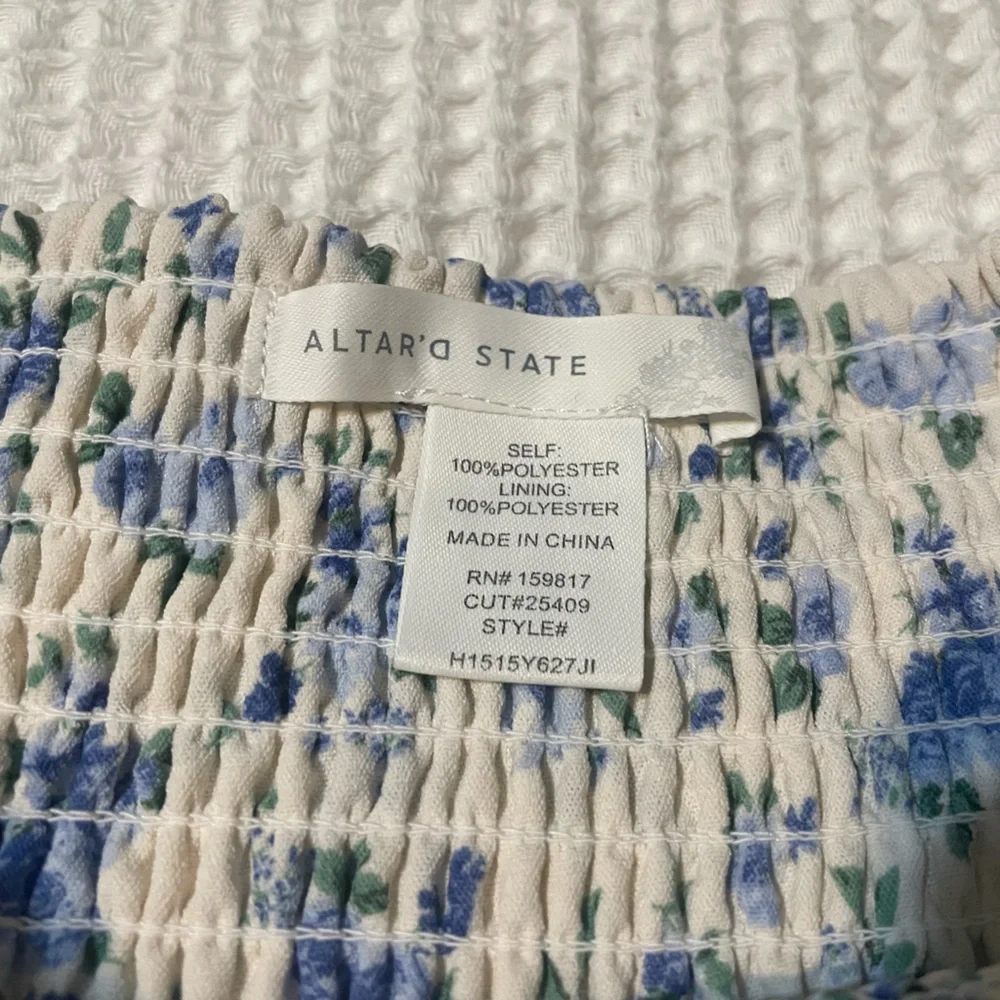 ALTAR'D STATE
SELF:
100%POLYESTER
LINING:
100%POLYESTER
MADE IN CHINA
RN# 159817
CUT#25409
STYLE#
H1515Y627JI